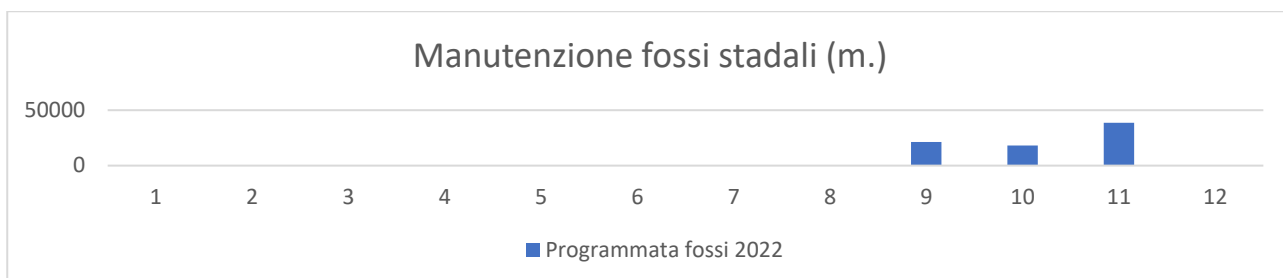 Manutenzione fossi stadali (m.)
50000
0
1 2 3 4 5 6 7 8 9 10 11 12
Programmata fossi 2022